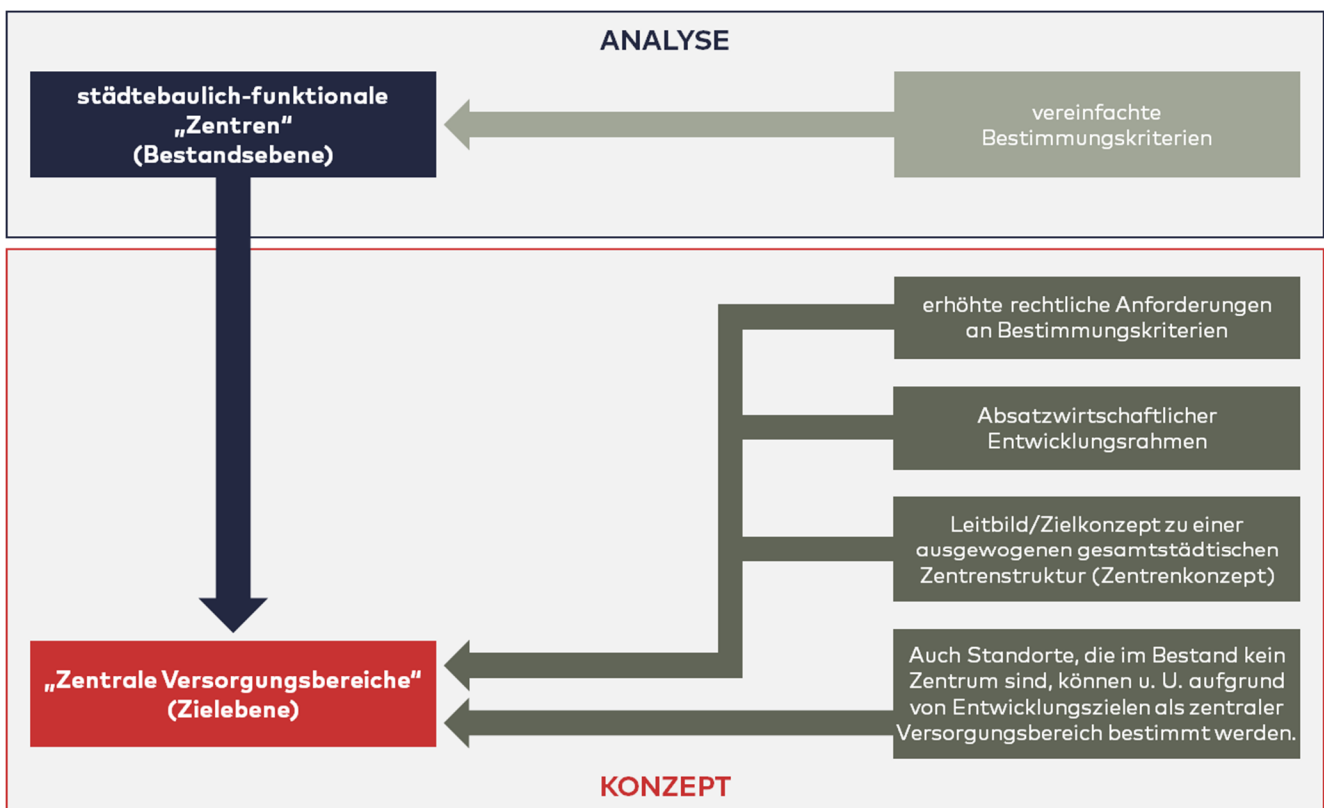 ANALYSE
städtebaulich-funktionale
„Zentren“
(Bestandsebene)
vereinfachte
Bestimmungskriterien
erhöhte rechtliche Anforderungen
an Bestimmungskriterien
Absatzwirtschaftlicher
Entwicklungsrahmen
Leitbild/Zielkonzept zu einer
ausgewogenen gesamtstädtischen
Zentrenstruktur (Zentrenkonzept)
„Zentrale Versorgungsbereiche“
(Zielebene)
Auch Standorte, die im Bestand kein
Zentrum sind, können u. U. aufgrund
von Entwicklungszielen als zentraler
Versorgungsbereich bestimmt werden.
KONZEPT